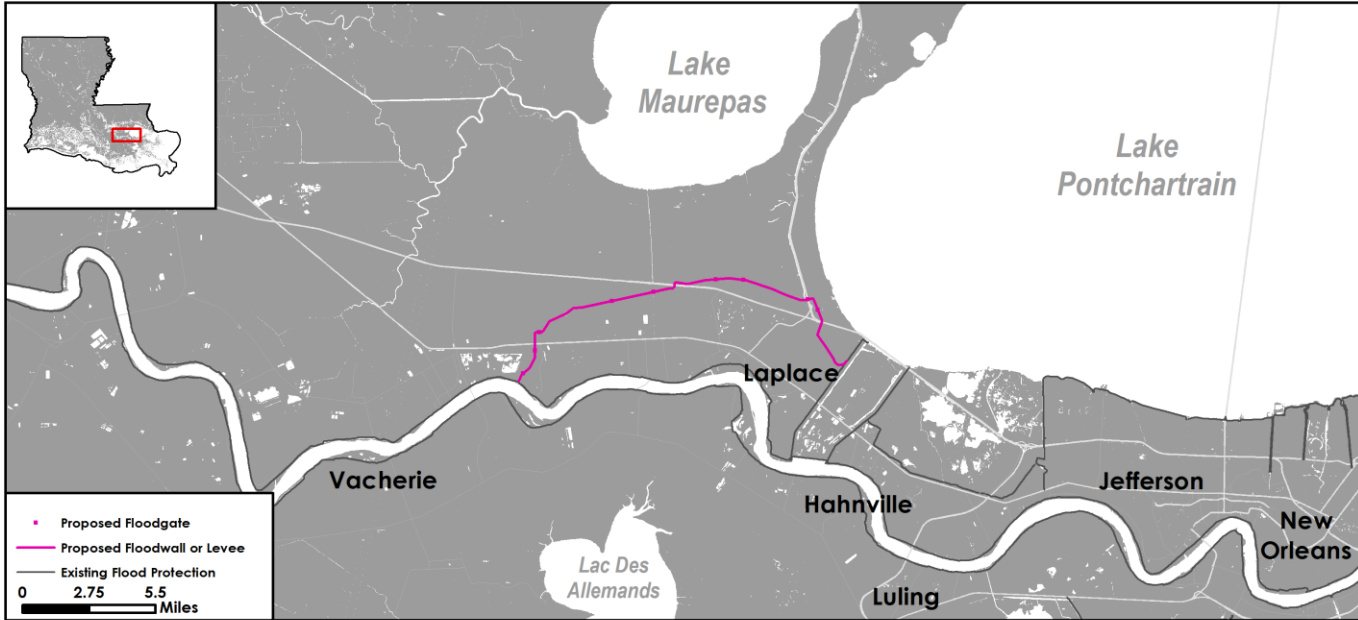 Lake
Maurepas
Lake
Pontchartrain
Laplace
Vacherie
Hahnville
Jefferson
New
Orleans
Lac Des
Allemands
Luling
Proposed Floodgate
Proposed Floodwall or Levee
Existing Flood Protection
0 2.75 5.5
Miles